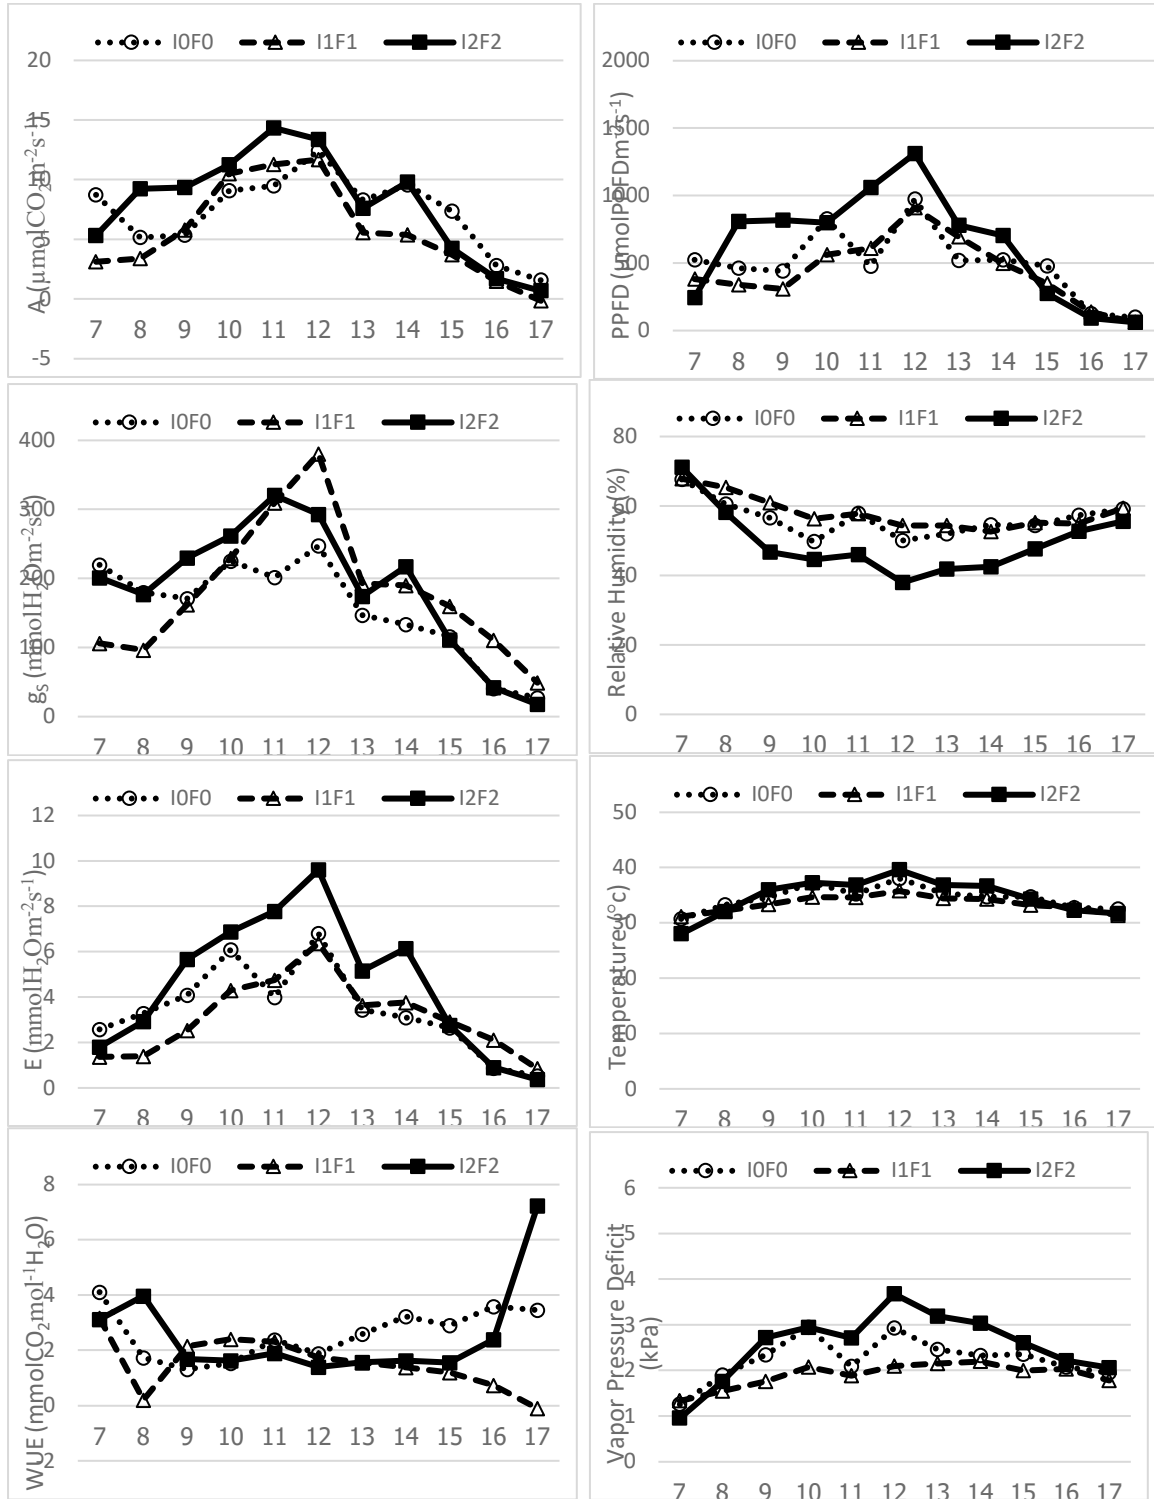 I0F0 I1F1 I2F2
20
15
10
5
0
-5
A (µmolCO2m-2s-1)
7 8 9 10 11 12 13 14 15 16 17
I0F0 I1F1 I2F2
2000
1500
1000
500
0
7 8 9 10 11 12 13 14 15 16 17
I0F0 I1F1 I2F2
400
300
200
100
0
gs (mmolH2Om-2s-1)
7 8 9 10 11 12 13 14 15 16 17
I0F0 I1F1 I2F2
80
60
40
20
0
Relative Humidity (%)
7 8 9 10 11 12 13 14 15 16 17
I0F0 I1F1 I2F2
12
10
8
6
4
2
0
E (mmolH2Om-2s-1)
7 8 9 10 11 12 13 14 15 16 17
I0F0 I1F1 I2F2
50
40
30
20
10
0
Temperature (°c)
7 8 9 10 11 12 13 14 15 16 17
I0F0 I1F1 I2F2
8
6
4
2
0
2
WUE (mmolCO2mol-1H2O)
7 8 9 10 11 12 13 14 15 16 17
I0F0 I1F1 I2F2
6
5
4
3
2
1
0
Vapor Pressure Deficit
(kPa)
7 8 9 10 11 12 13 14 15 16 17